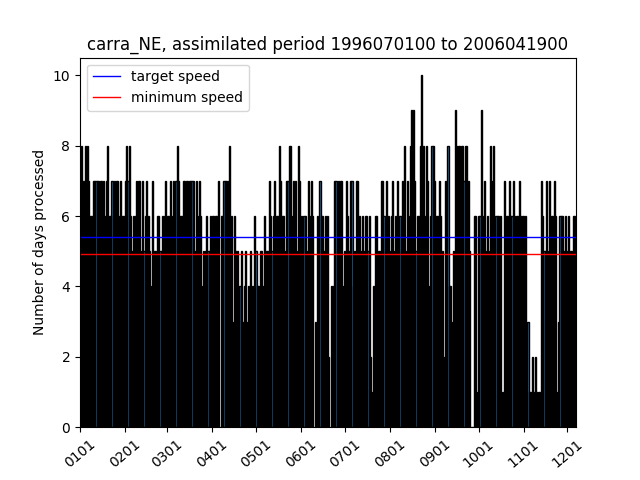 carra_NE, assimilated period 1996070100 to 2006041900
target speed
minimum speed
Number of days processed
10
8
6
4
2
0
0101 0201 0301 0401 0501 0601 0701 0801 0901 1001 1101 1201